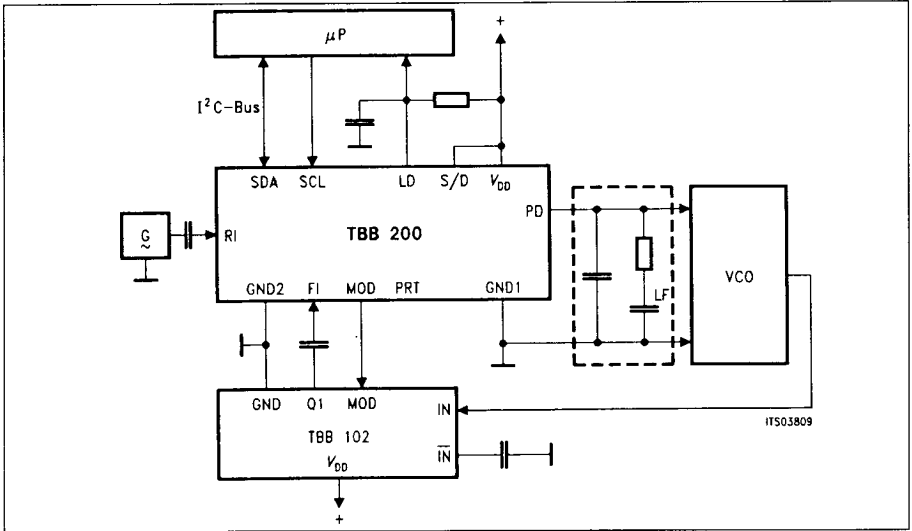 μP
+
I²C-Bus
SDA SCL LD S/D V_DD
PD
G
~
RI
TBB 200
VCO
LF
GND2 FI MOD PRT GND1
GND Q1 MOD IN
ITS03809
TBB 102
I̅N̅
V_DD
+